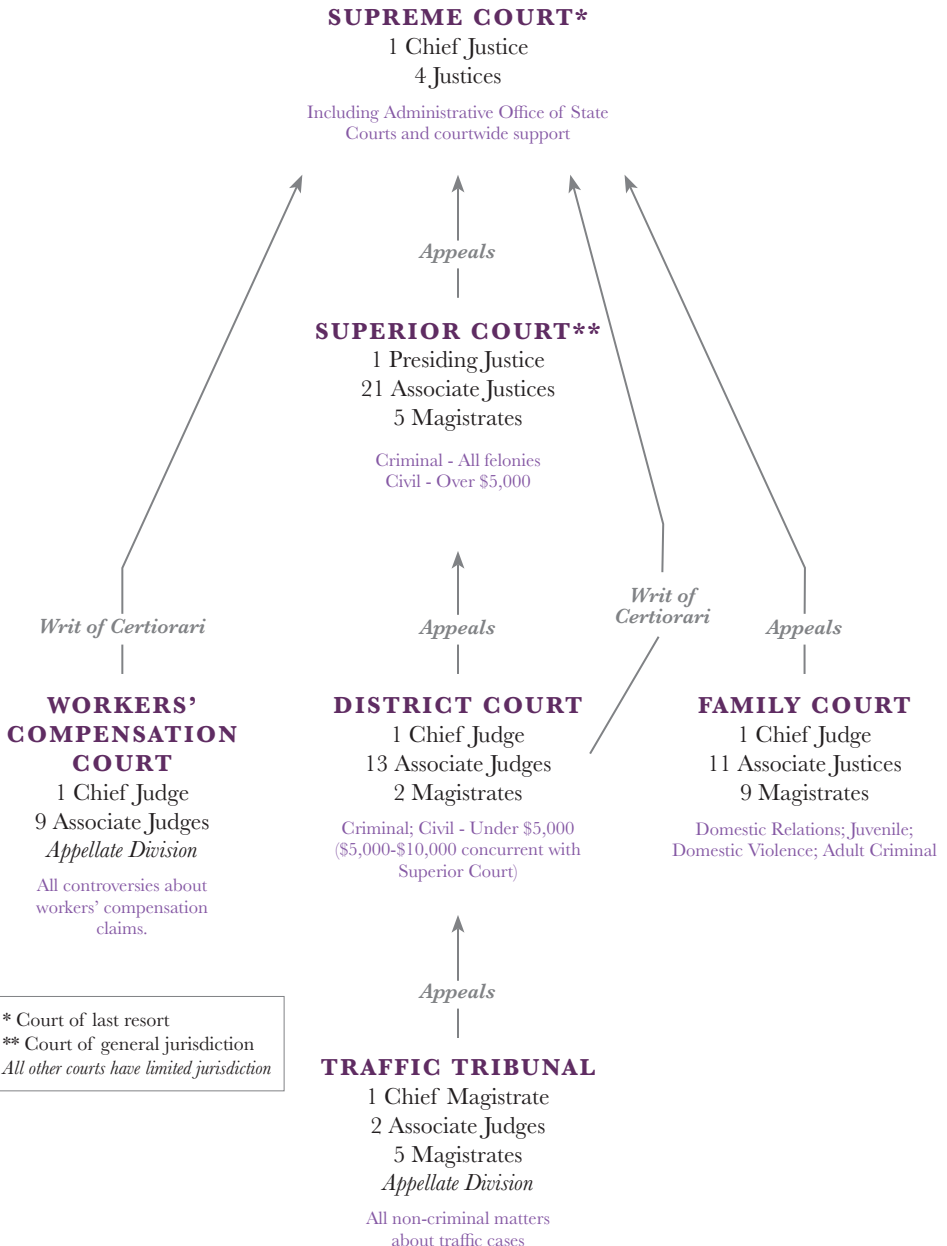 SUPREME COURT*
1 Chief Justice
4 Justices
Including Administrative Office of State
Courts and courtwide support
Appeals
SUPERIOR COURT**
1 Presiding Justice
21 Associate Justices
5 Magistrates
Criminal - All felonies
Civil - Over $5,000
Writ of Certiorari
Appeals
Writ of
Certiorari
Appeals
WORKERS’
COMPENSATION
COURT
1 Chief Judge
9 Associate Judges
Appellate Division
All controversies about
workers’ compensation
claims.
DISTRICT COURT
1 Chief Judge
13 Associate Judges
2 Magistrates
Criminal; Civil - Under $5,000
($5,000-$10,000 concurrent with
Superior Court)
FAMILY COURT
1 Chief Judge
11 Associate Justices
9 Magistrates
Domestic Relations; Juvenile;
Domestic Violence; Adult Criminal
Appeals
* Court of last resort
** Court of general jurisdiction
All other courts have limited jurisdiction
TRAFFIC TRIBUNAL
1 Chief Magistrate
2 Associate Judges
5 Magistrates
Appellate Division
All non-criminal matters
about traffic cases